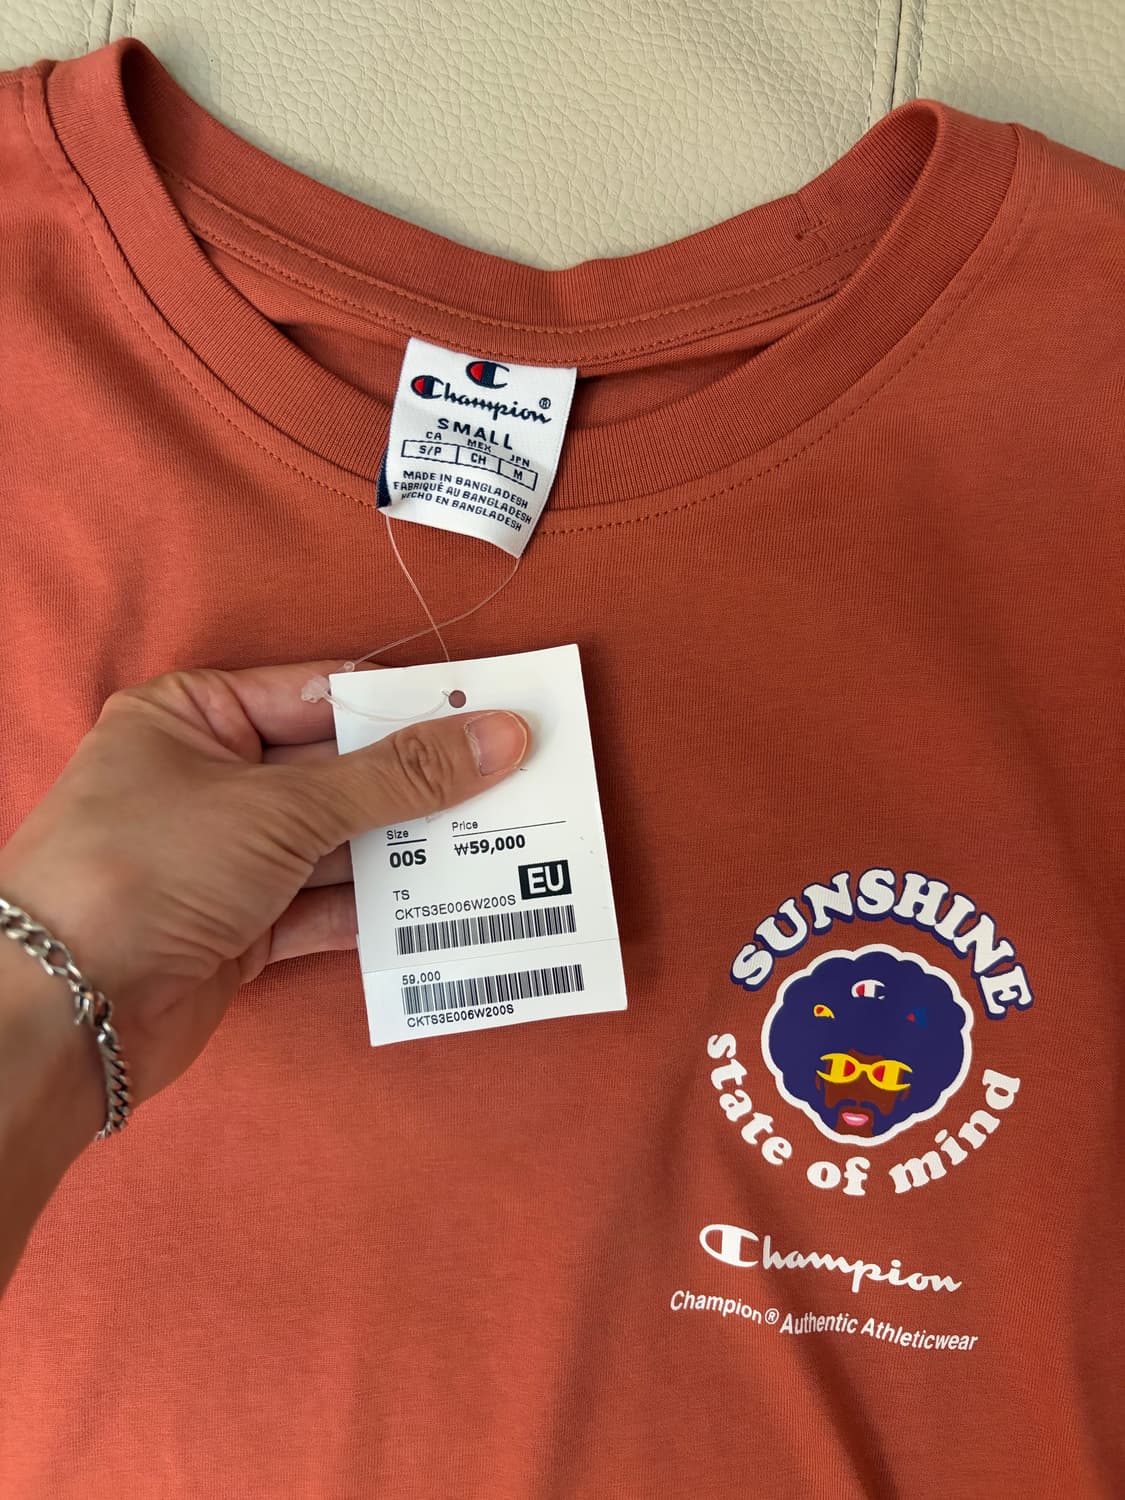 Champion®
SMALL
CA MEX JPN
S/P CH M
MADE IN BANGLADESH
FABRIQUÉ AU BANGLADESH
HECHO EN BANGLADESH
Size Price
00S ₩59,000
TS EU
CKTS3E006W200S
59,000
CKTS3E006W200S
SUNSHINE
state of mind
Champion
Champion® Authentic Athleticwear